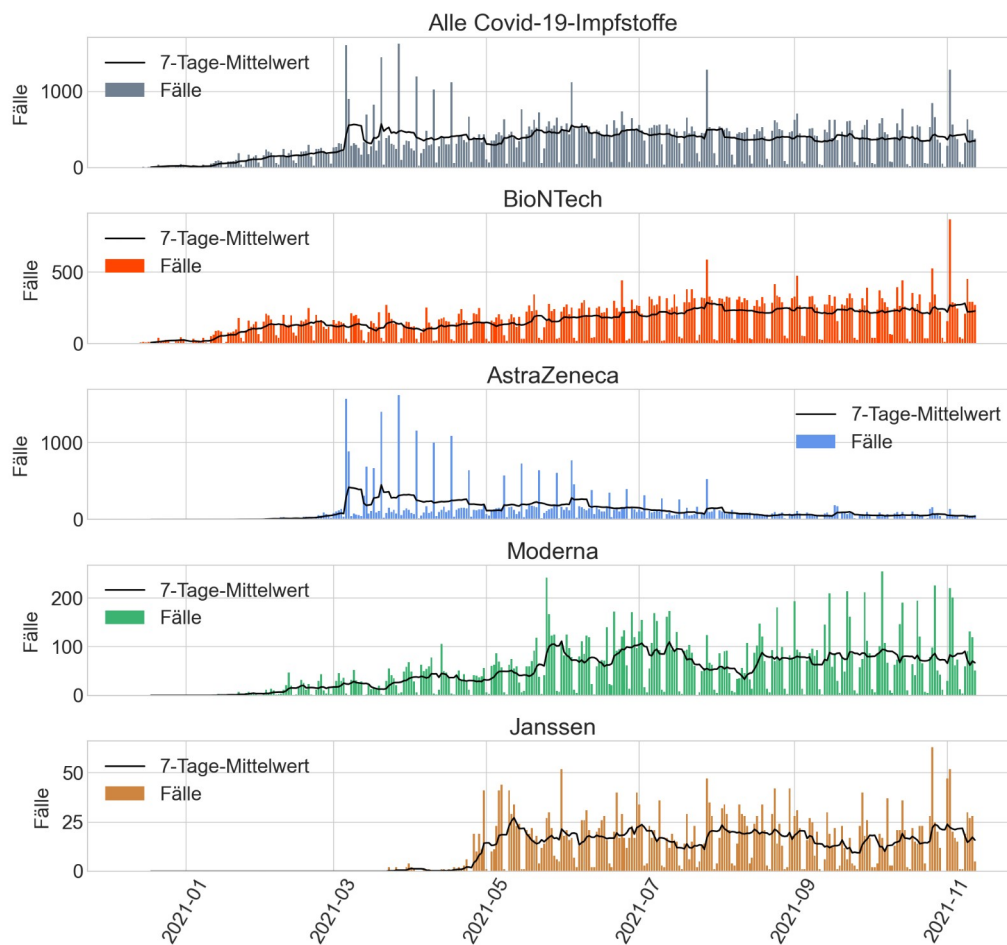 Alle Covid-19-Impfstoffe
Fälle
1000
0
7-Tage-Mittelwert
Fälle
BioNTech
Fälle
500
0
7-Tage-Mittelwert
Fälle
AstraZeneca
Fälle
1000
0
7-Tage-Mittelwert
Fälle
Moderna
Fälle
200
100
0
7-Tage-Mittelwert
Fälle
Janssen
Fälle
50
25
0
7-Tage-Mittelwert
Fälle
2021-01
2021-03
2021-05
2021-07
2021-09
2021-11